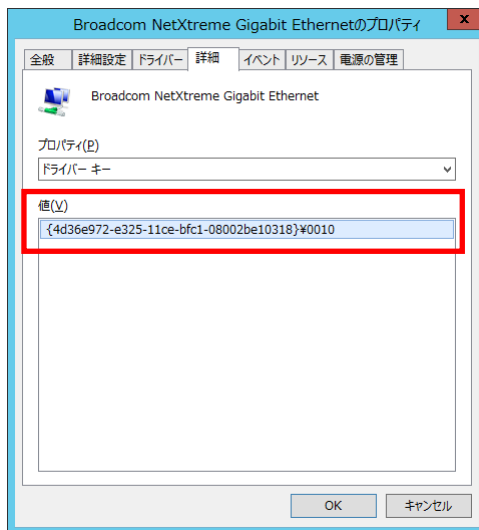 Broadcom NetXtreme Gigabit Ethernetのプロパティ
x
全般 詳細設定 ドライバー 詳細 イベント リソース 電源の管理
Broadcom NetXtreme Gigabit Ethernet
プロパティ(P)
ドライバー キー
値(V)
{4d36e972-e325-11ce-bfc1-08002be10318}¥0010
OK キャンセル